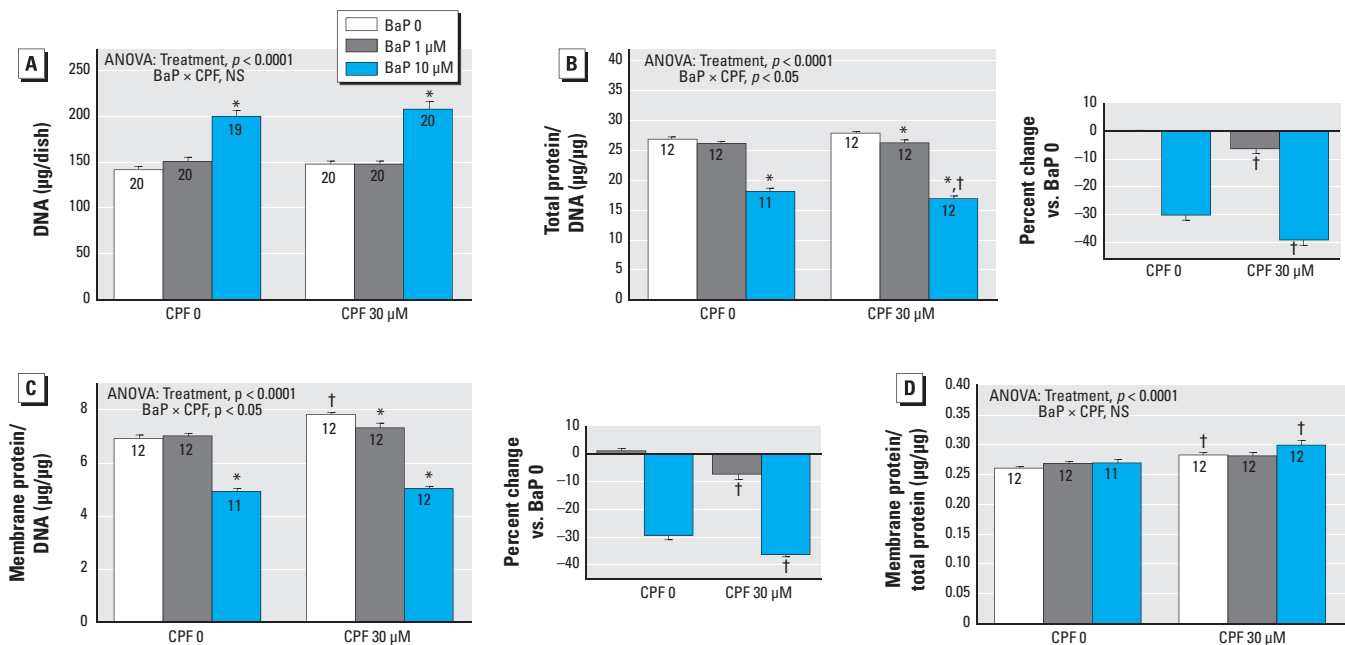 BaP 0
BaP 1 µM
BaP 10 µM
A
ANOVA: Treatment, p < 0.0001
BaP × CPF, NS
DNA (µg/dish)
250
200
150
100
50
0
20
20
*
19
20
20
*
20
CPF 0
CPF 30 µM
B
ANOVA: Treatment, p < 0.0001
BaP × CPF, p < 0.05
Total protein/
DNA (µg/µg)
40
35
30
25
20
15
10
5
0
12
12
*
11
12
*
12
*,†
12
CPF 0
CPF 30 µM
Percent change
vs. BaP 0
10
0
–10
–20
–30
–40
†
†
CPF 0
CPF 30 µM
C
ANOVA: Treatment, p < 0.0001
BaP × CPF, p < 0.05
Membrane protein/
DNA (µg/µg)
8
6
4
2
0
12
12
*
11
†
12
*
12
*
12
CPF 0
CPF 30 µM
Percent change
vs. BaP 0
10
0
–10
–20
–30
–40
†
†
CPF 0
CPF 30 µM
D
ANOVA: Treatment, p < 0.0001
BaP × CPF, NS
Membrane protein/
total protein (µg/µg)
0.40
0.35
0.30
0.25
0.20
0.15
0.10
0.05
0
12
12
11
†
12
12
†
12
CPF 0
CPF 30 µM